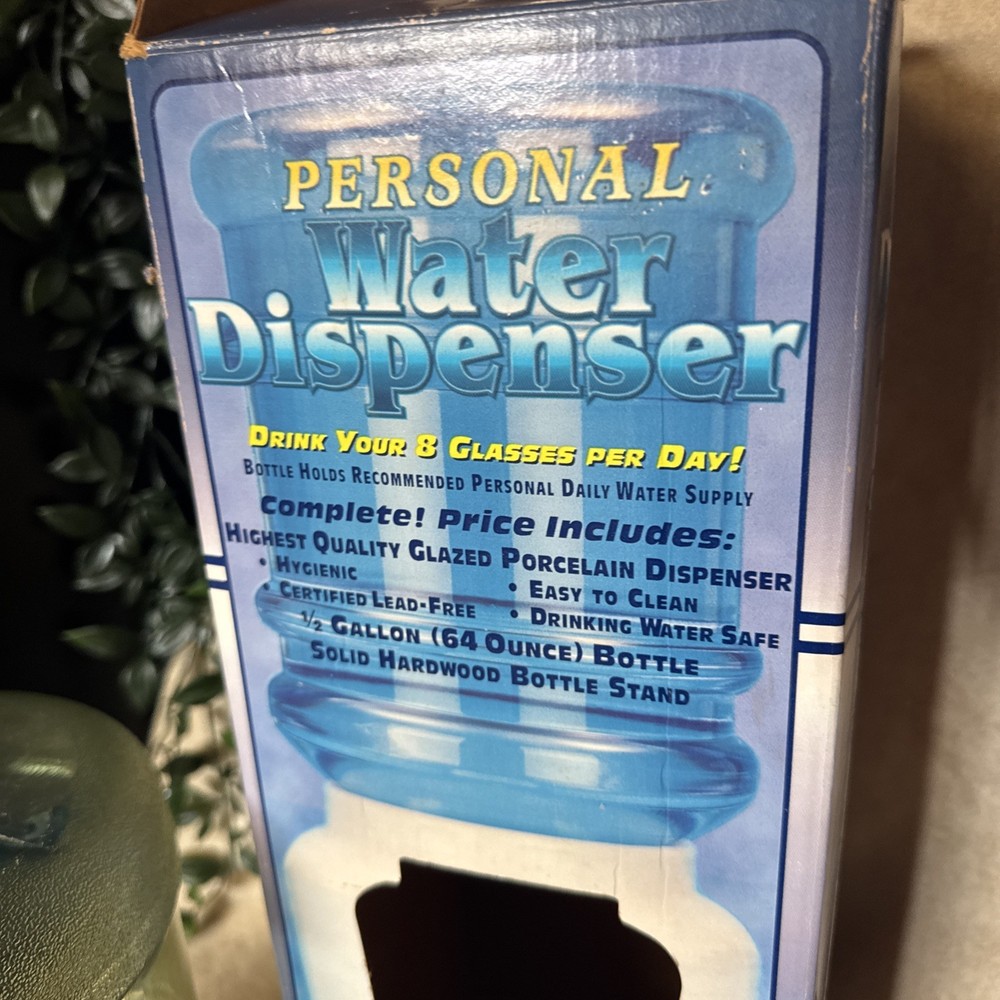 PERSONAL
Water
Dispenser
DRINK YOUR 8 GLASSES PER DAY!
BOTTLE HOLDS RECOMMENDED PERSONAL DAILY WATER SUPPLY
Complete! Price Includes:
HIGHEST QUALITY GLAZED PORCELAIN DISPENSER
• HYGIENIC • EASY TO CLEAN
• CERTIFIED LEAD-FREE • DRINKING WATER SAFE
½ GALLON (64 OUNCE) BOTTLE
SOLID HARDWOOD BOTTLE STAND